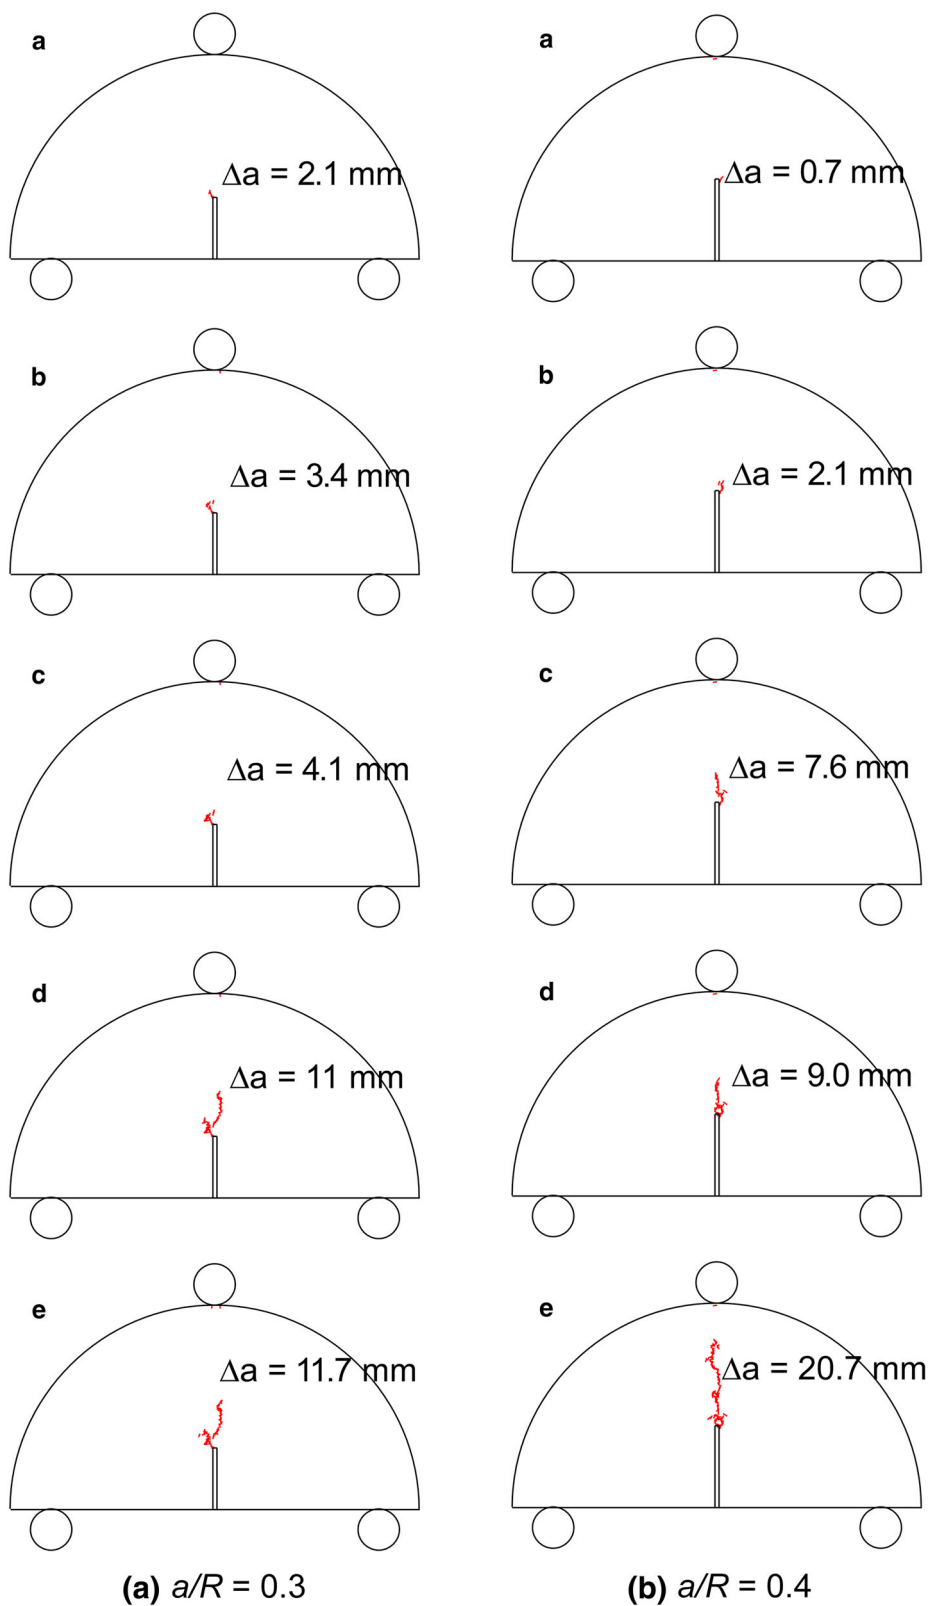 a
Δa = 2.1 mm
a
Δa = 0.7 mm
b
Δa = 3.4 mm
b
Δa = 2.1 mm
c
Δa = 4.1 mm
c
Δa = 7.6 mm
d
Δa = 11 mm
d
Δa = 9.0 mm
e
Δa = 11.7 mm
e
Δa = 20.7 mm
(a) a/R = 0.3
(b) a/R = 0.4